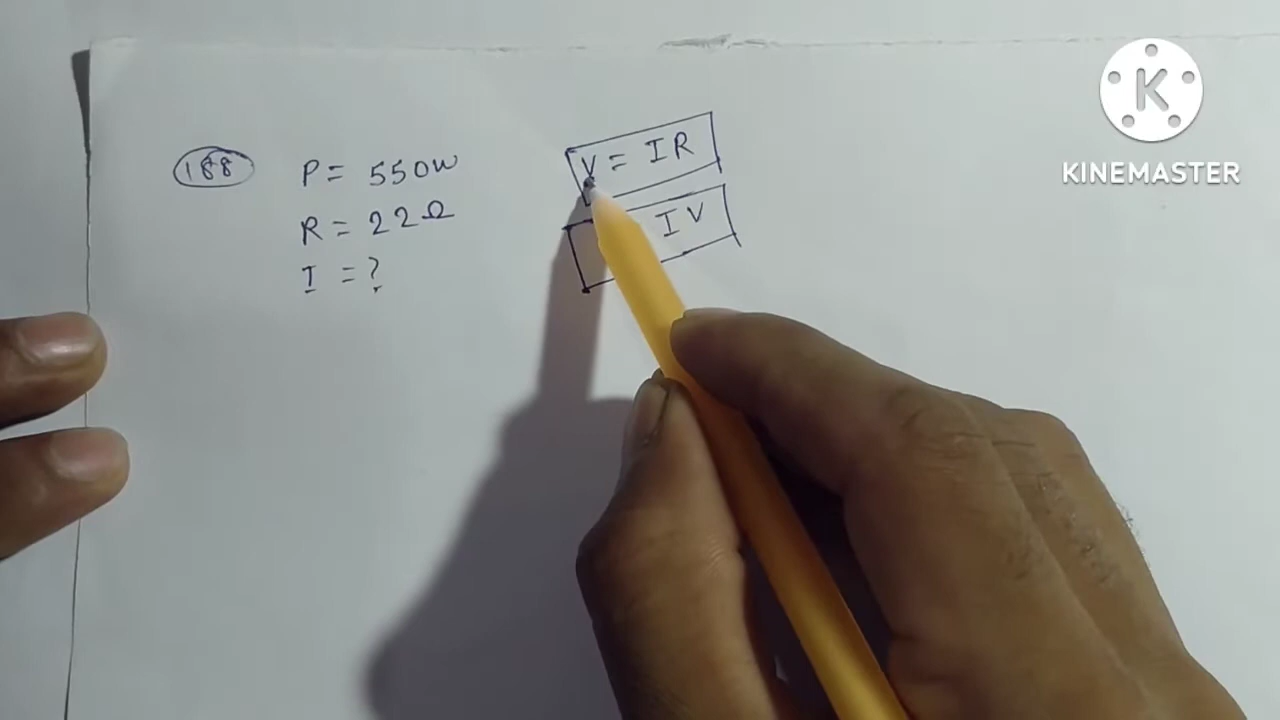 188 P = 550W
R = 22Ω
I = ?
V = IR
IV
K
KINEMASTER